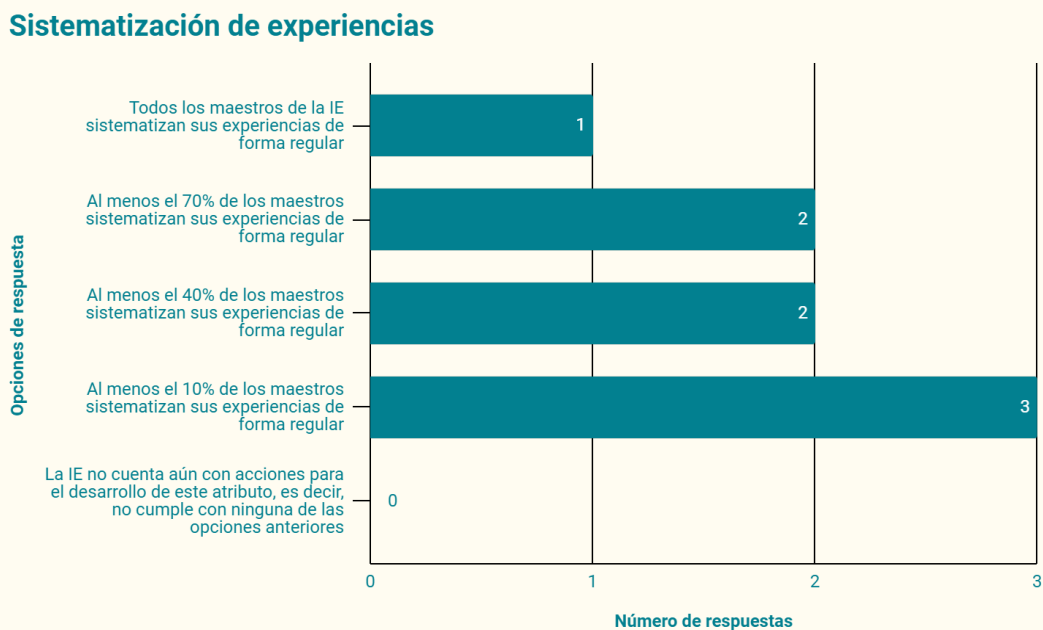 Sistematización de experiencias
Opciones de respuesta
Todos los maestros de la IE
sistematizan sus experiencias de
forma regular
1
Al menos el 70% de los maestros
sistematizan sus experiencias de
forma regular
2
Al menos el 40% de los maestros
sistematizan sus experiencias de
forma regular
2
Al menos el 10% de los maestros
sistematizan sus experiencias de
forma regular
3
La IE no cuenta aún con acciones para
el desarrollo de este atributo, es decir,
no cumple con ninguna de las
opciones anteriores
0
0 1 2 3
Número de respuestas